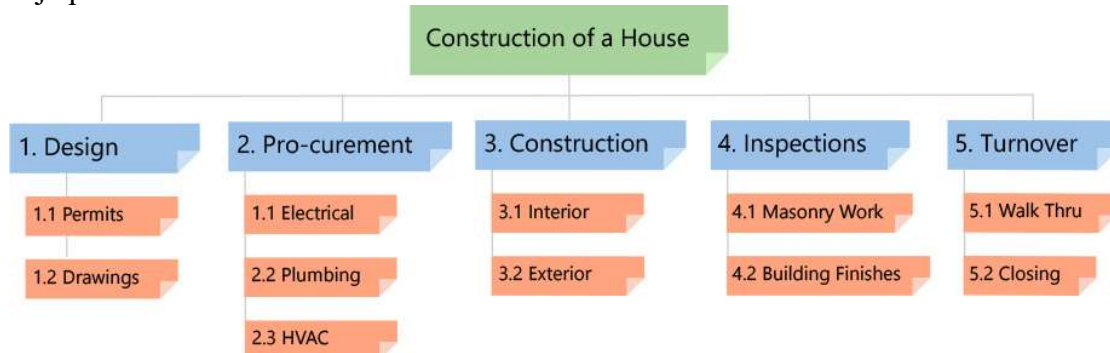 Construction of a House
1. Design
2. Pro-curement
3. Construction
4. Inspections
5. Turnover
1.1 Permits
1.1 Electrical
3.1 Interior
4.1 Masonry Work
5.1 Walk Thru
1.2 Drawings
2.2 Plumbing
3.2 Exterior
4.2 Building Finishes
5.2 Closing
2.3 HVAC